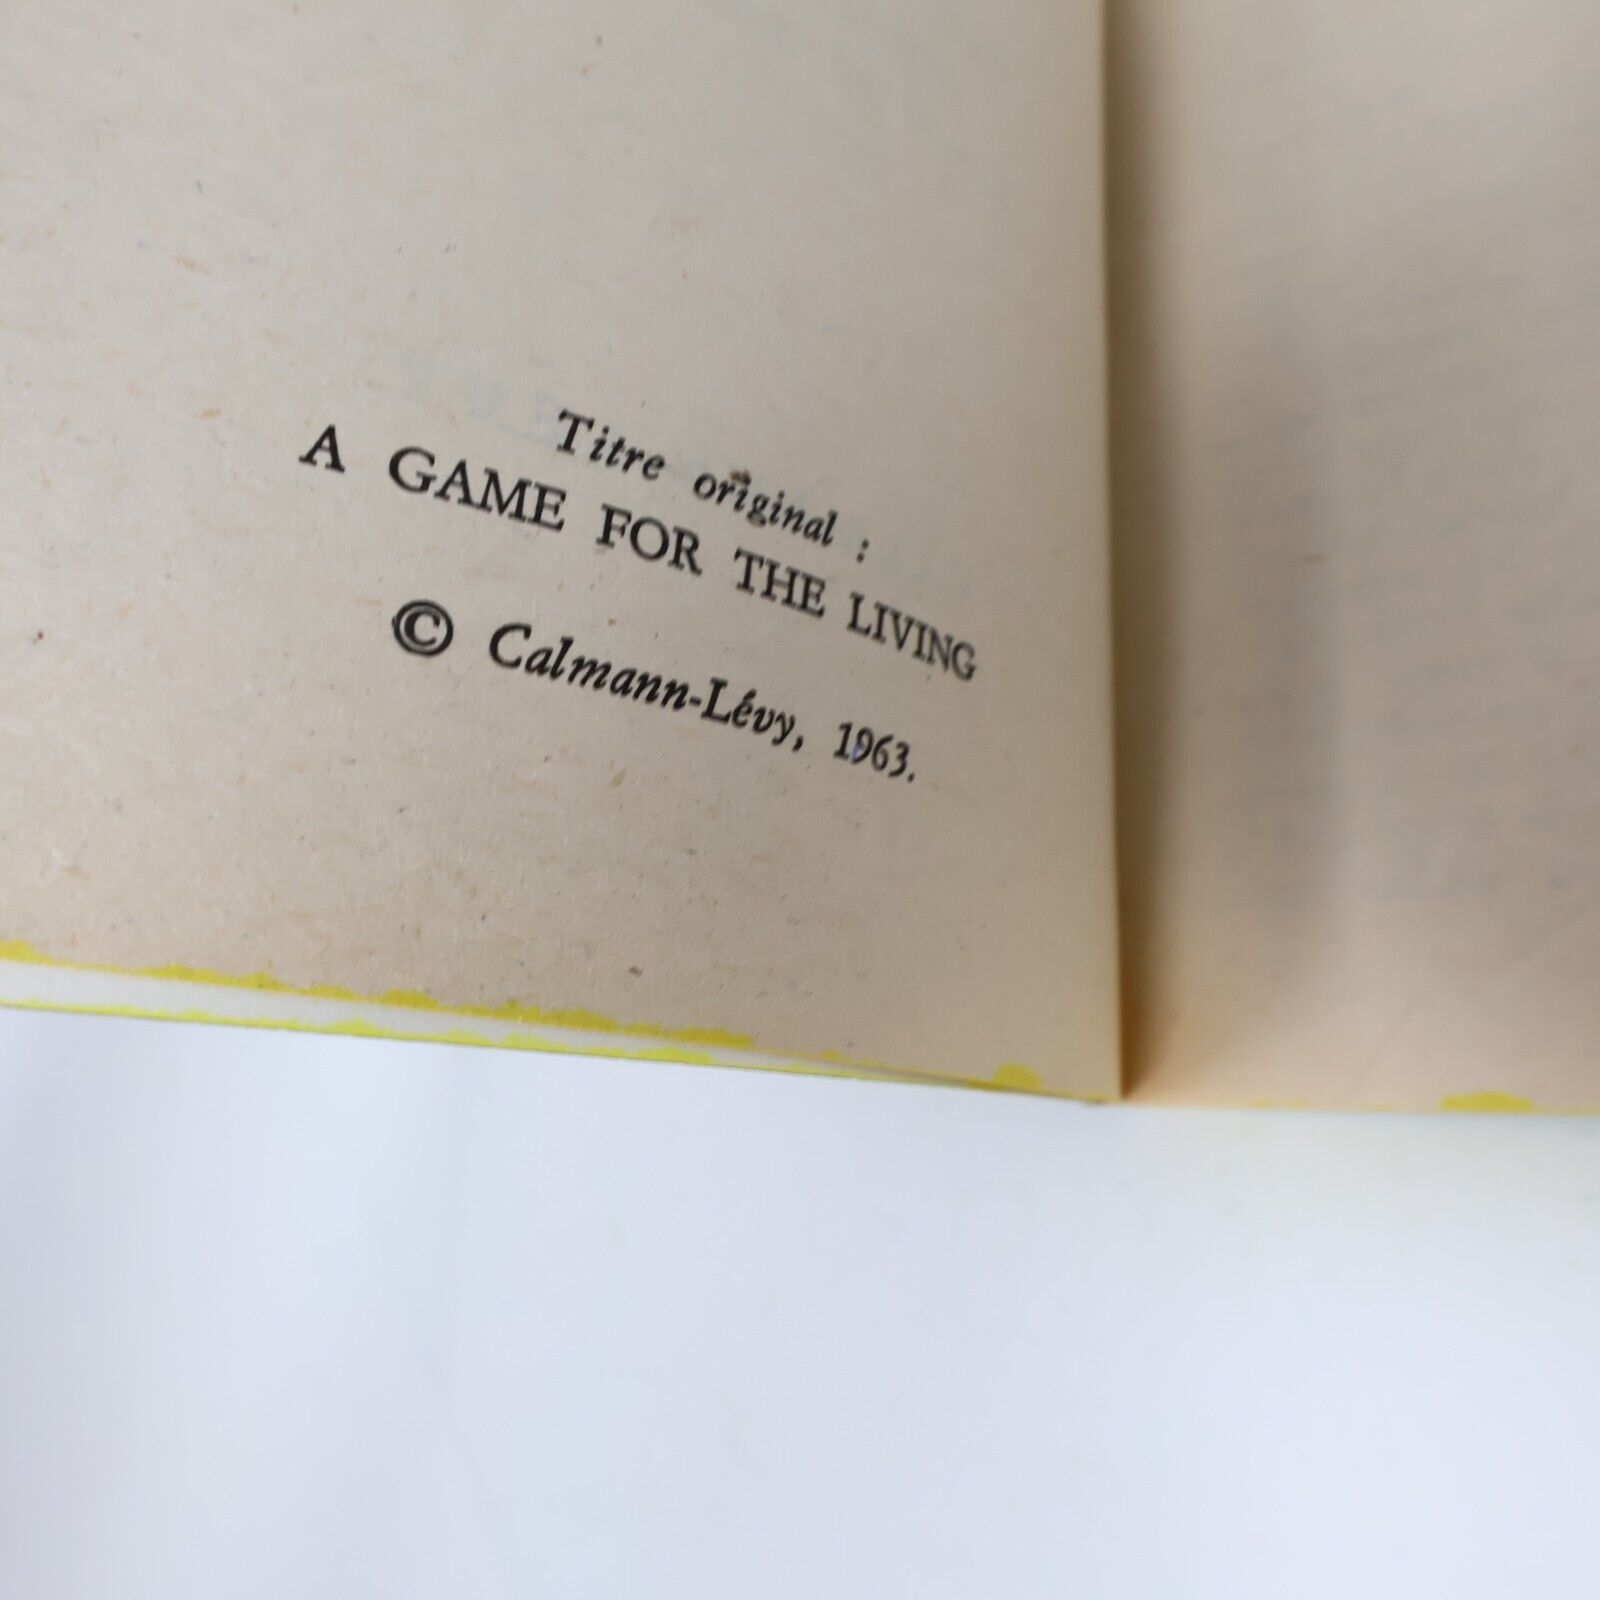 Titre original :
A GAME FOR THE LIVING
© Calmann-Lévy, 1963.